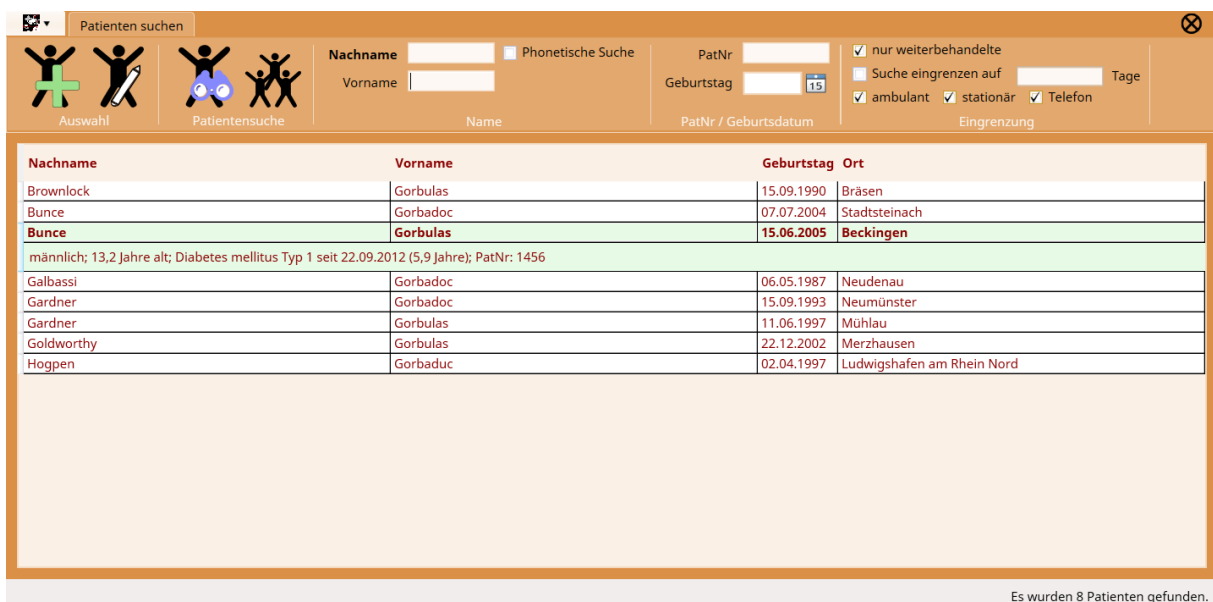 Patienten suchen
Nachname Phonetische Suche PatNr nur weiterbehandelte
Vorname Geburtstag 15 Suche eingrenzen auf Tage
ambulant stationär Telefon
Auswahl Patientensuche Name PatNr / Geburtsdatum Eingrenzung
Nachname Vorname Geburtstag Ort
Brownlock Gorbulas 15.09.1990 Bräsen
Bunce Gorbadoc 07.07.2004 Stadtsteinach
Bunce Gorbulas 15.06.2005 Beckingen
männlich; 13,2 Jahre alt; Diabetes mellitus Typ 1 seit 22.09.2012 (5,9 Jahre); PatNr: 1456
Galbassi Gorbadoc 06.05.1987 Neudenau
Gardner Gorbadoc 15.09.1993 Neumünster
Gardner Gorbulas 11.06.1997 Mühlau
Goldworthy Gorbulas 22.12.2002 Merzhausen
Hogpen Gorbaduc 02.04.1997 Ludwigshafen am Rhein Nord
Es wurden 8 Patienten gefunden.